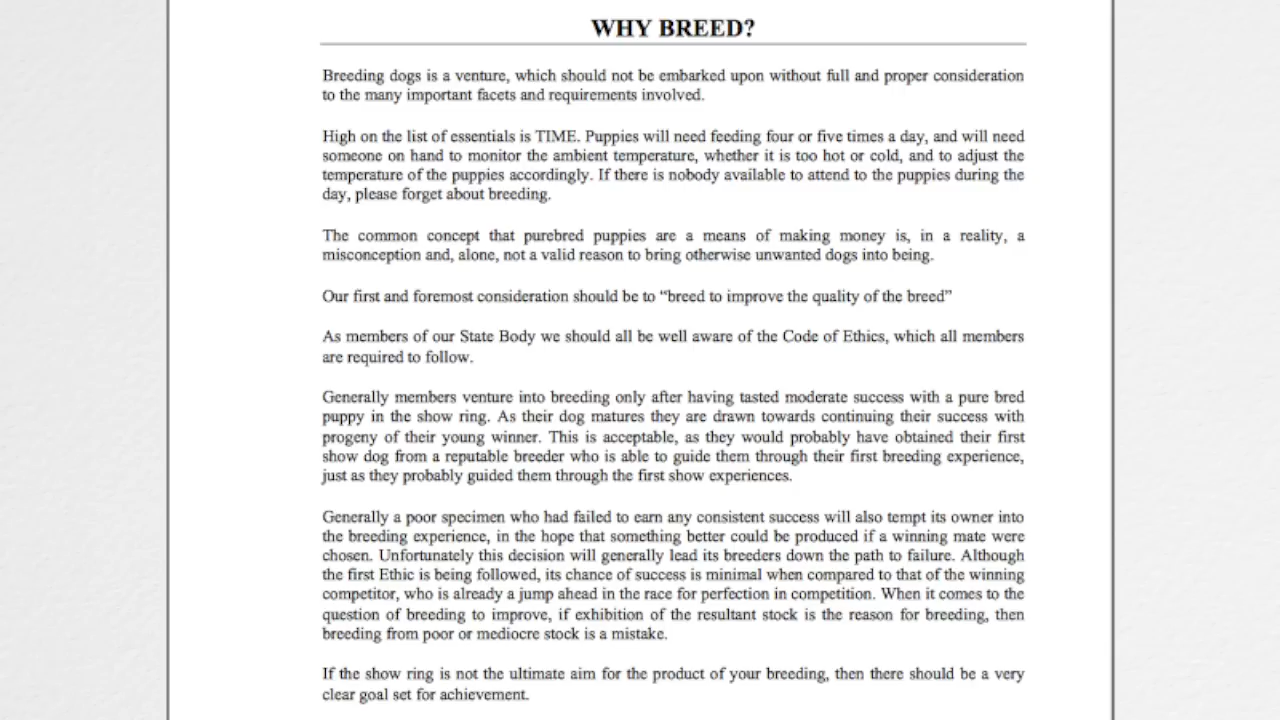 WHY BREED?
Breeding dogs is a venture, which should not be embarked upon without full and proper consideration
to the many important facets and requirements involved.
High on the list of essentials is TIME. Puppies will need feeding four or five times a day, and will need
someone on hand to monitor the ambient temperature, whether it is too hot or cold, and to adjust the
temperature of the puppies accordingly. If there is nobody available to attend to the puppies during the
day, please forget about breeding.
The common concept that purebred puppies are a means of making money is, in a reality, a
misconception and, alone, not a valid reason to bring otherwise unwanted dogs into being.
Our first and foremost consideration should be to “breed to improve the quality of the breed”
As members of our State Body we should all be well aware of the Code of Ethics, which all members
are required to follow.
Generally members venture into breeding only after having tasted moderate success with a pure bred
puppy in the show ring. As their dog matures they are drawn towards continuing their success with
progeny of their young winner. This is acceptable, as they would probably have obtained their first
show dog from a reputable breeder who is able to guide them through their first breeding experience,
just as they probably guided them through the first show experiences.
Generally a poor specimen who had failed to earn any consistent success will also tempt its owner into
the breeding experience, in the hope that something better could be produced if a winning mate were
chosen. Unfortunately this decision will generally lead its breeders down the path to failure. Although
the first Ethic is being followed, its chance of success is minimal when compared to that of the winning
competitor, who is already a jump ahead in the race for perfection in competition. When it comes to the
question of breeding to improve, if exhibition of the resultant stock is the reason for breeding, then
breeding from poor or mediocre stock is a mistake.
If the show ring is not the ultimate aim for the product of your breeding, then there should be a very
clear goal set for achievement.